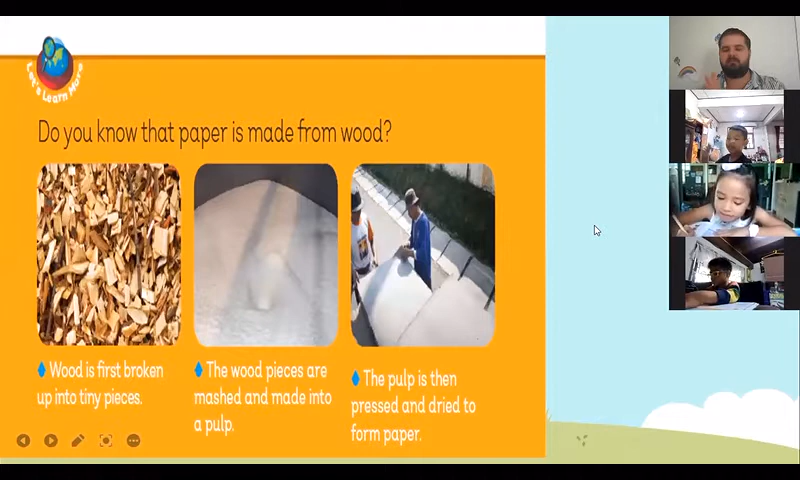 Let's Learn More
Do you know that paper is made from wood?
Wood is first broken
up into tiny pieces.
The wood pieces are
mashed and made into
a pulp.
The pulp is then
pressed and dried to
form paper.